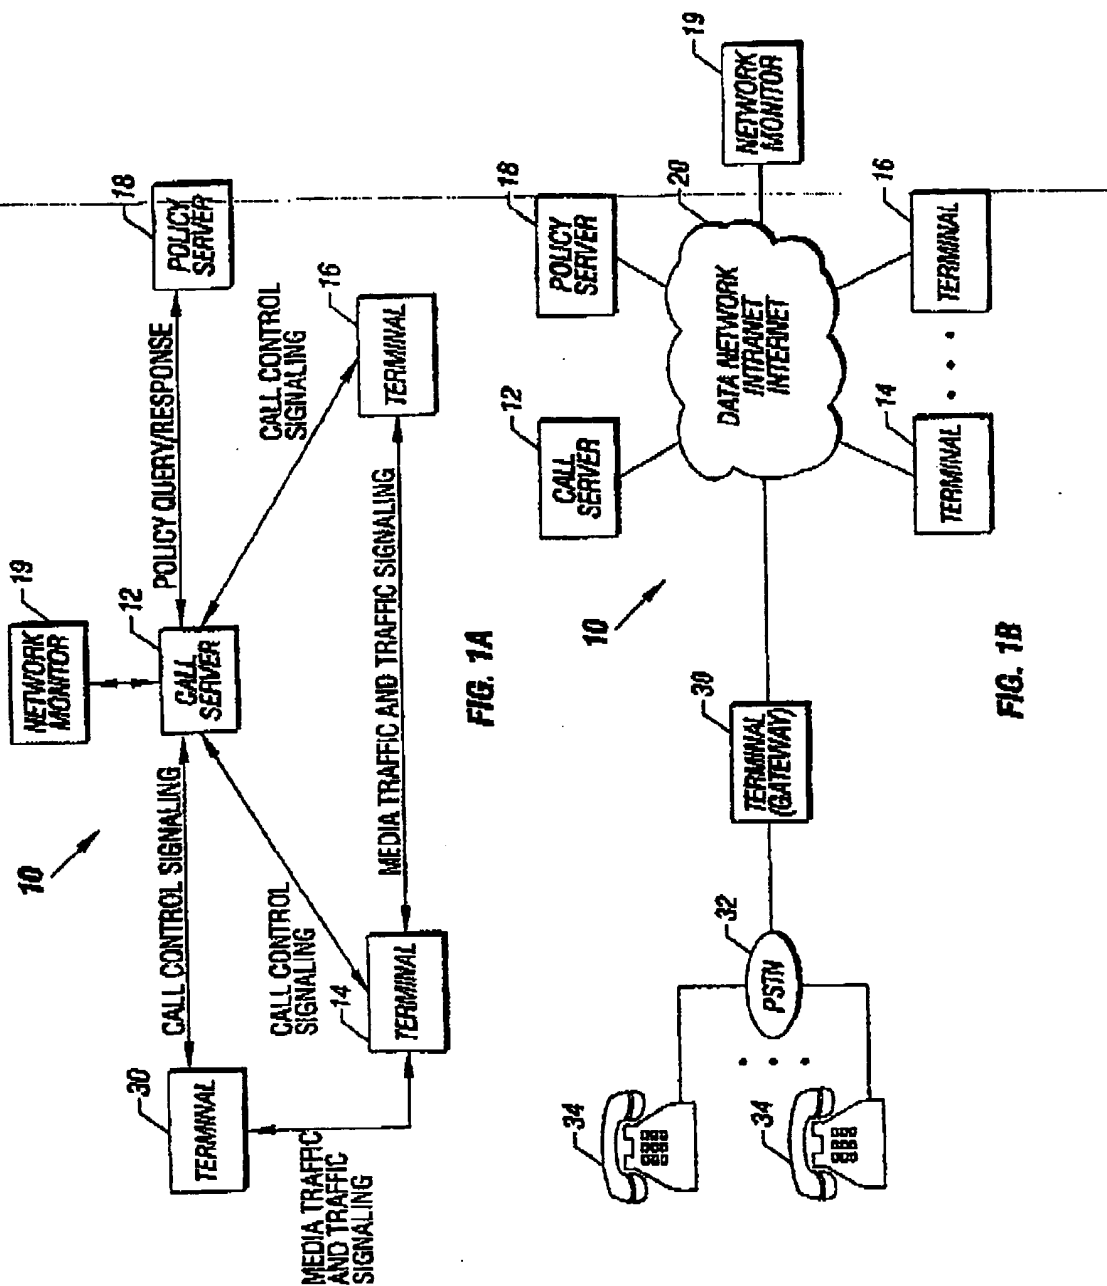 10
NETWORK
MONITOR
19
CALL CONTROL SIGNALING
12
CALL
SERVER
POLICY QUERY/RESPONSE
18
POLICY
SERVER
30
TERMINAL
CALL CONTROL
SIGNALING
CALL CONTROL
SIGNALING
14
TERMINAL
16
TERMINAL
MEDIA TRAFFIC AND TRAFFIC SIGNALING
MEDIA TRAFFIC
AND TRAFFIC
SIGNALING
FIG. 1A
10
12
CALL
SERVER
18
POLICY
SERVER
20
DATA NETWORK
INTRANET
INTERNET
19
NETWORK
MONITOR
34
34
32
PSTN
30
TERMINAL
(GATEWAY)
14
TERMINAL
16
TERMINAL
FIG. 1B